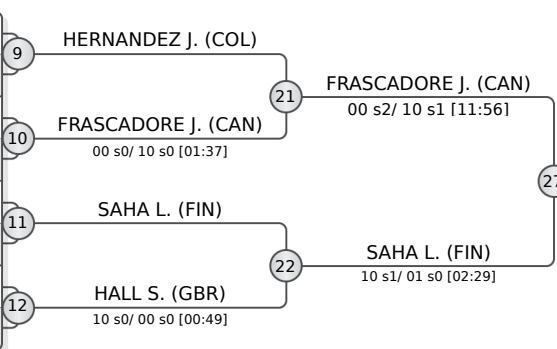 HERNANDEZ J. (COL)
9
21
FRASCADORE J. (CAN)
00 s2/ 10 s1 [11:56]
10
FRASCADORE J. (CAN)
00 s0/ 10 s0 [01:37]
27
11
SAHA L. (FIN)
22
SAHA L. (FIN)
10 s1/ 01 s0 [02:29]
12
HALL S. (GBR)
10 s0/ 00 s0 [00:49]